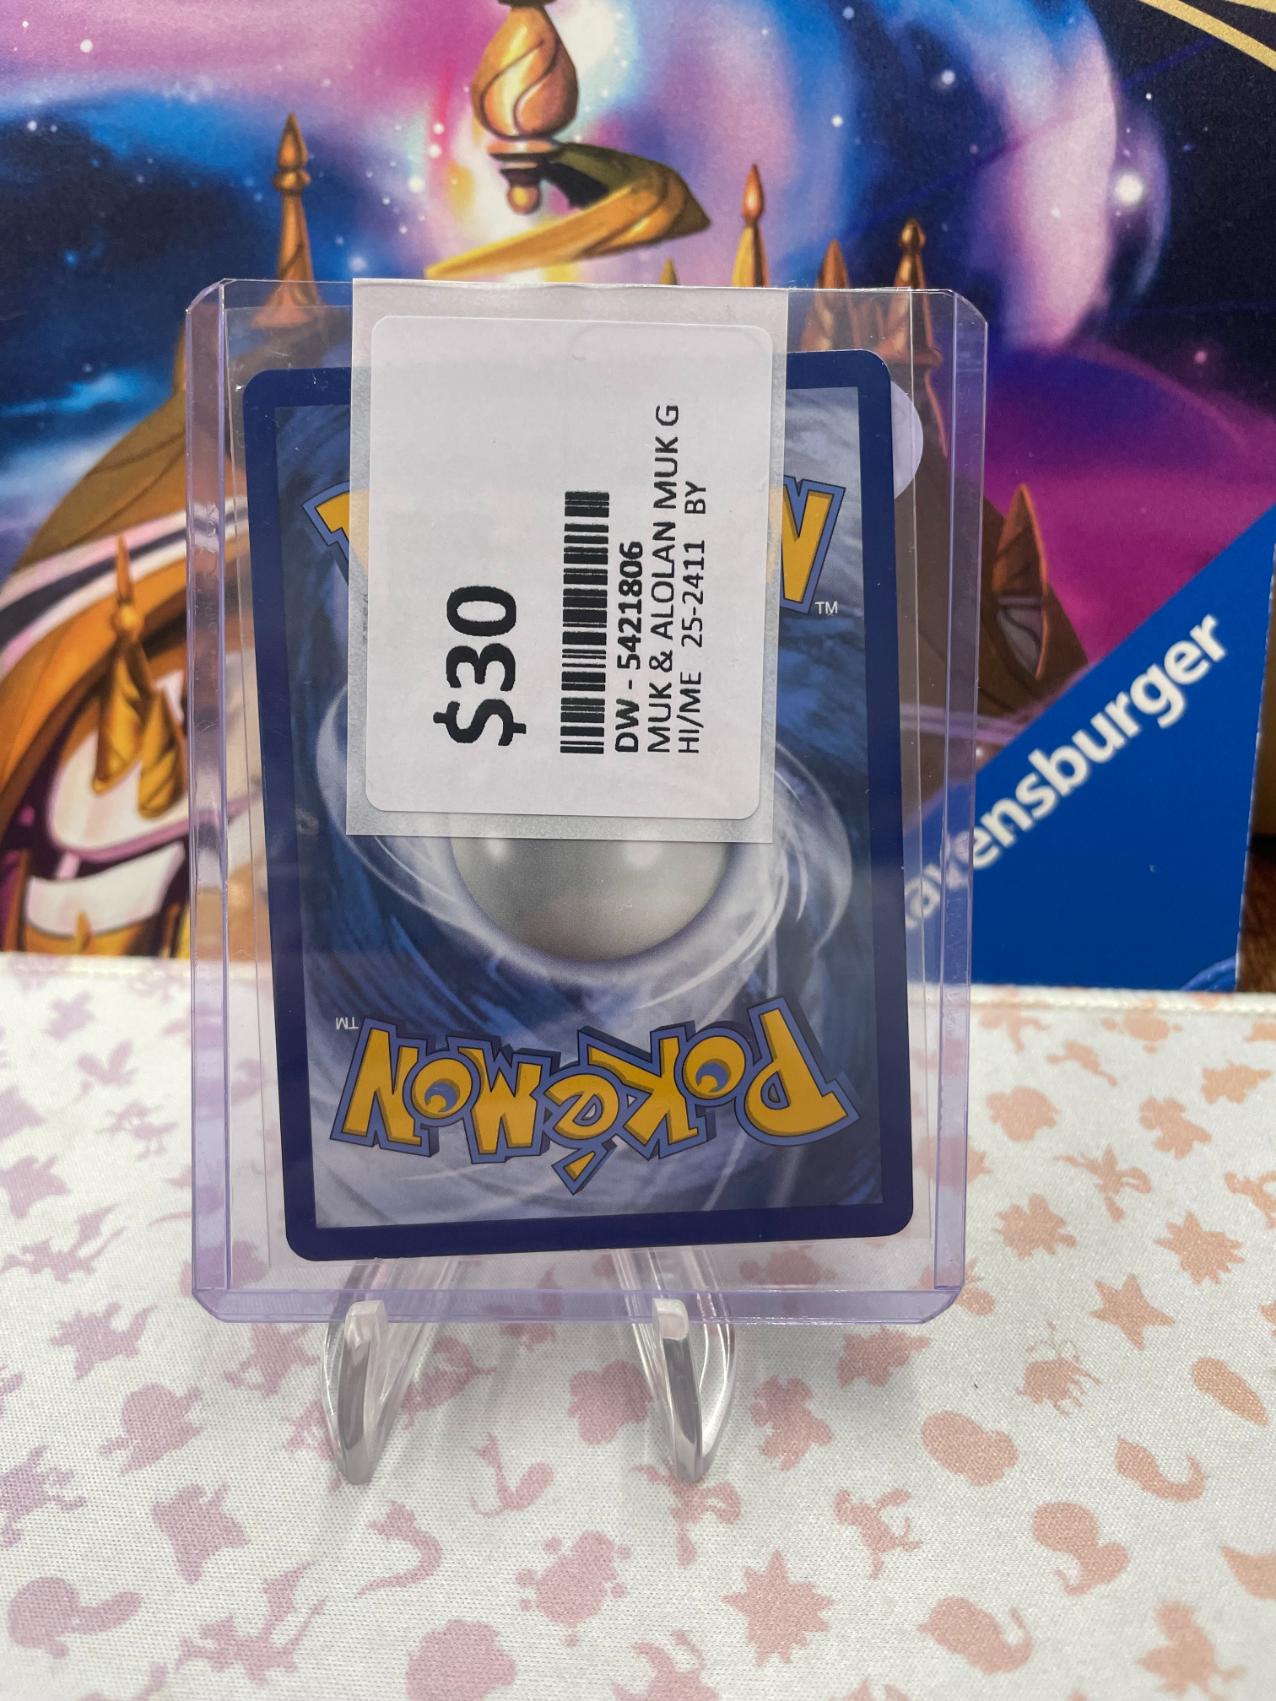 $30
DW - 5421806
MUK & ALOLAN MUK G
HI/ME 25-2411 BY
N
TM
Ravensburger
POKéMON
TM